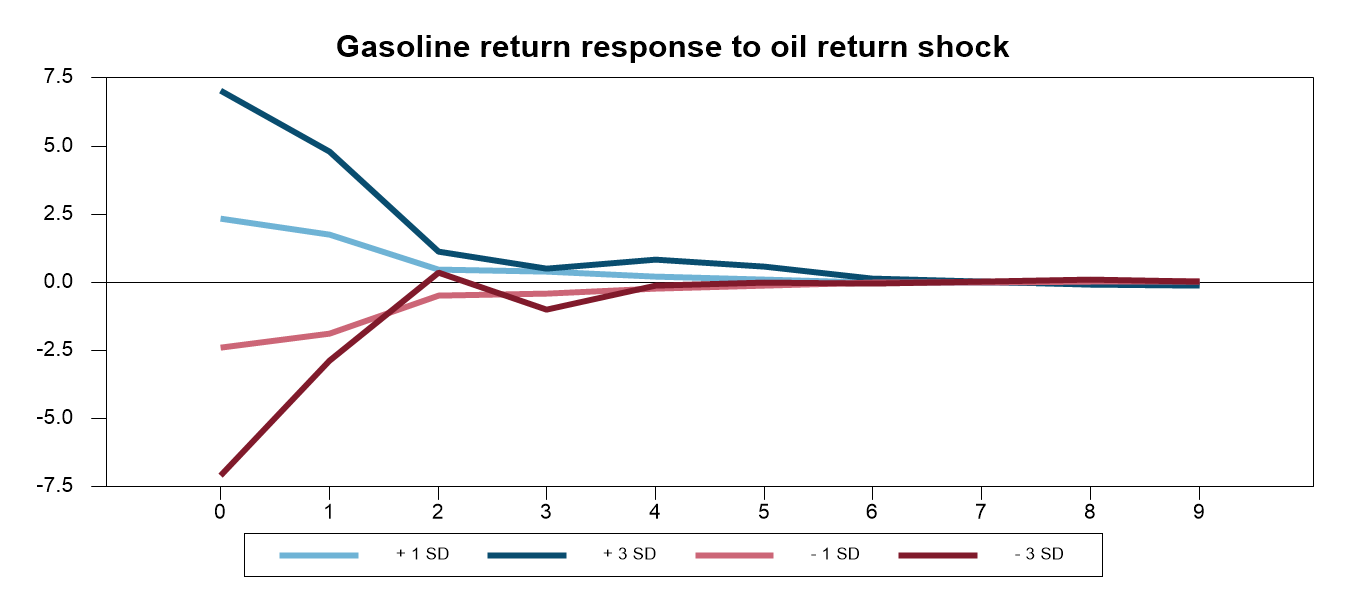 Gasoline return response to oil return shock
7.5
5.0
2.5
0.0
-2.5
-5.0
-7.5
0 1 2 3 4 5 6 7 8 9
+ 1 SD + 3 SD - 1 SD - 3 SD